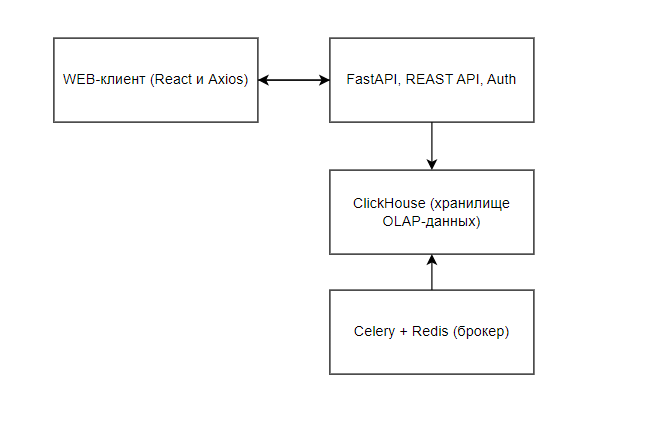 WEB-клиент (React и Axios)
FastAPI, REAST API, Auth
ClickHouse (хранилище
OLAP-данных)
Celery + Redis (брокер)